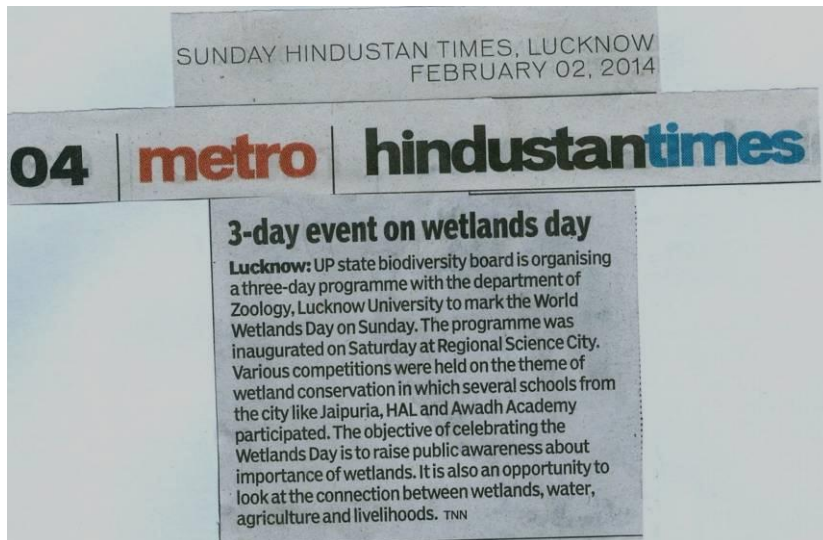 SUNDAY HINDUSTAN TIMES, LUCKNOW
FEBRUARY 02, 2014
04 | metro | hindustantimes
3-day event on wetlands day
Lucknow: UP state biodiversity board is organising
a three-day programme with the department of
Zoology, Lucknow University to mark the World
Wetlands Day on Sunday. The programme was
inaugurated on Saturday at Regional Science City.
Various competitions were held on the theme of
wetland conservation in which several schools from
the city like Jaipuria, HAL and Awadh Academy
participated. The objective of celebrating the
Wetlands Day is to raise public awareness about
importance of wetlands. It is also an opportunity to
look at the connection between wetlands, water,
agriculture and livelihoods. TNN